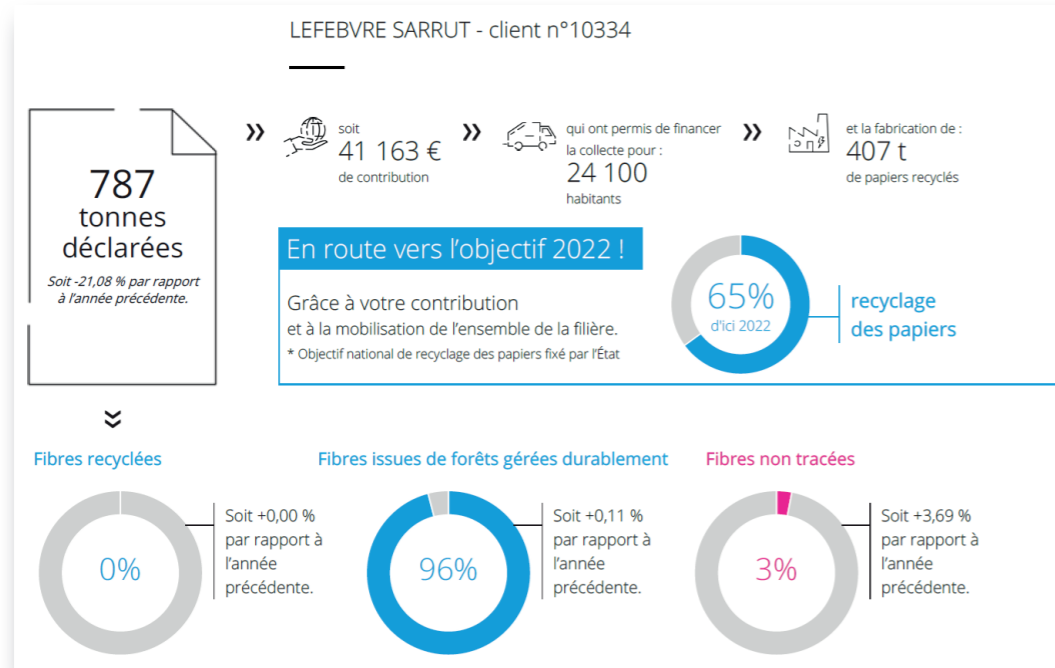 LEFEBVRE SARRUT - client n°10334
787
tonnes
déclarées
Soit -21,08 % par rapport
à l'année précédente.
soit
41 163 €
de contribution
qui ont permis de financer
la collecte pour :
24 100
habitants
et la fabrication de :
407 t
de papiers recyclés
En route vers l'objectif 2022 !
Grâce à votre contribution
et à la mobilisation de l'ensemble de la filière.
* Objectif national de recyclage des papiers fixé par l'État
65%
d'ici 2022
recyclage
des papiers
Fibres recyclées
0%
Soit +0,00 %
par rapport à
l'année
précédente.
Fibres issues de forêts gérées durablement
96%
Soit +0,11 %
par rapport à
l'année
précédente.
Fibres non tracées
3%
Soit +3,69 %
par rapport à
l'année
précédente.